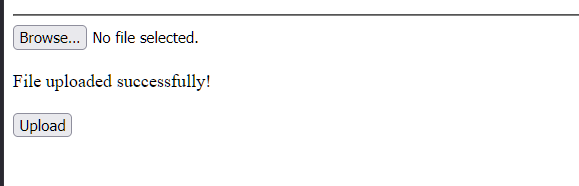 Browse... No file selected.
File uploaded successfully!
Upload